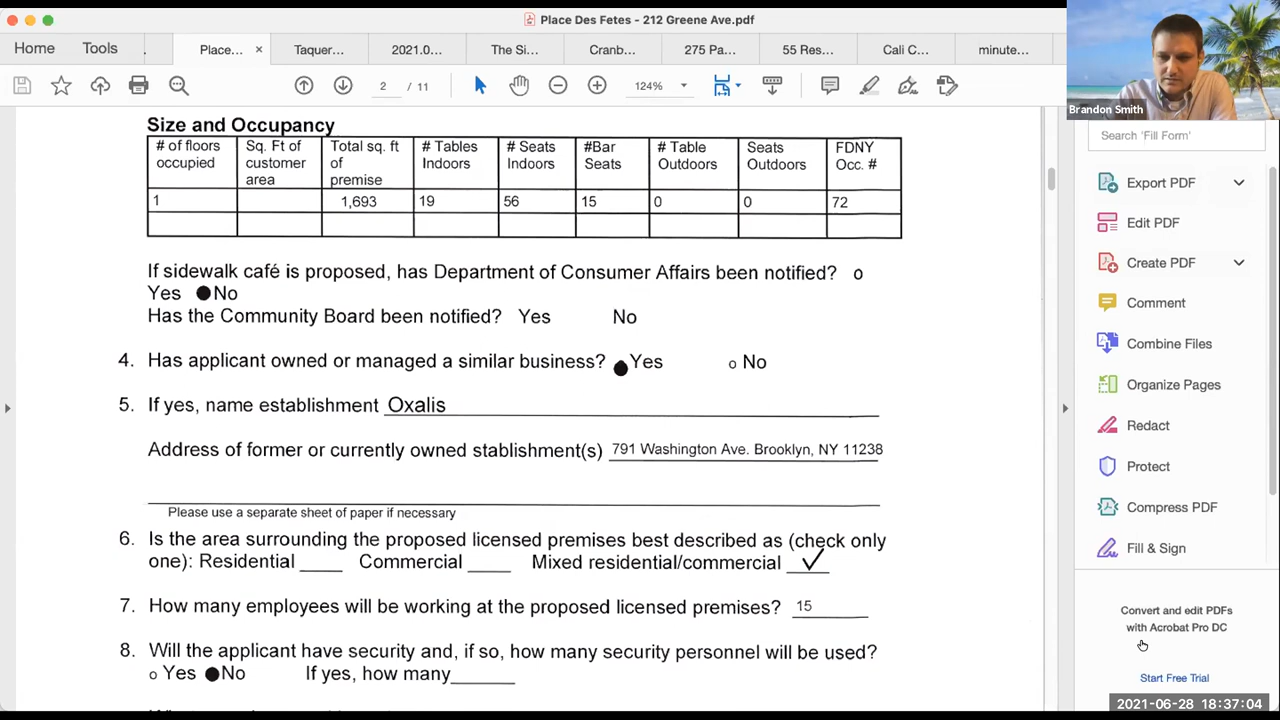 Place Des Fetes - 212 Greene Ave.pdf
Home
Tools
Place...
×
Taquer...
2021.0...
The Si...
Cranb...
275 Pa...
55 Res...
Cali C...
minute...
2 / 11
124%
Brandon Smith
Size and Occupancy
# of floors occupied
Sq. Ft of customer area
Total sq. ft of premise
# Tables Indoors
# Seats Indoors
#Bar Seats
# Table Outdoors
Seats Outdoors
FDNY Occ. #
1
1,693
19
56
15
0
0
72
If sidewalk café is proposed, has Department of Consumer Affairs been notified? o
Yes ●No
Has the Community Board been notified? Yes No
4. Has applicant owned or managed a similar business? ●Yes o No
5. If yes, name establishment Oxalis
Address of former or currently owned stablishment(s) 791 Washington Ave. Brooklyn, NY 11238
Please use a separate sheet of paper if necessary
6. Is the area surrounding the proposed licensed premises best described as (check only
one): Residential ____ Commercial ____ Mixed residential/commercial ✓
7. How many employees will be working at the proposed licensed premises? 15
8. Will the applicant have security and, if so, how many security personnel will be used?
o Yes ●No If yes, how many______
Search 'Fill Form'
Export PDF
Edit PDF
Create PDF
Comment
Combine Files
Organize Pages
Redact
Protect
Compress PDF
Fill & Sign
Convert and edit PDFs
with Acrobat Pro DC
Start Free Trial
2021-06-28 18:37:04